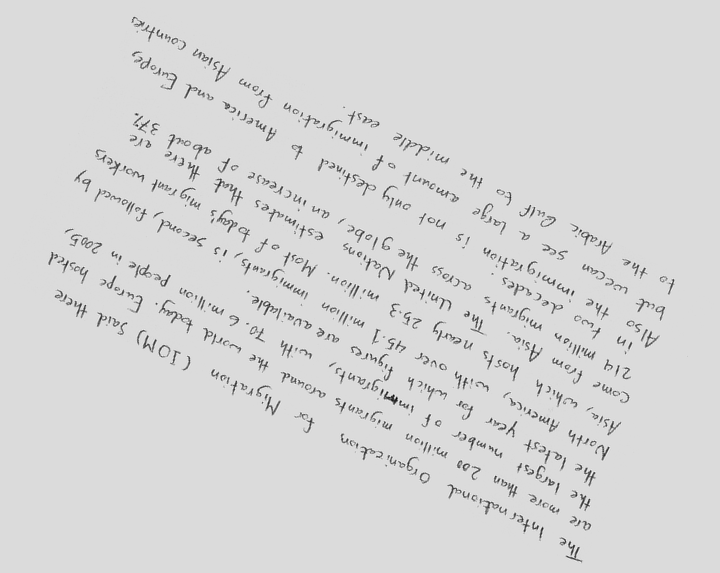 The International Organization for Migration (IOM) said there
are more than 200 million migrants around the world today. Europe hosted
the largest number of immigrants, with 70.6 million people in 2005,
the latest year for which figures are available.
North America, with over 45.1 million immigrants, is second, followed by
Asia, which hosts nearly 25.3 million. Most of today's migrant workers
come from Asia. The United Nations estimates that there are
214 million migrants across the globe, an increase of about 37%
in two decades.
Also the immigration is not only destined to America and Europe,
but we can see a large amount of immigration from Asian countries
to the Arabic Gulf to the middle east.